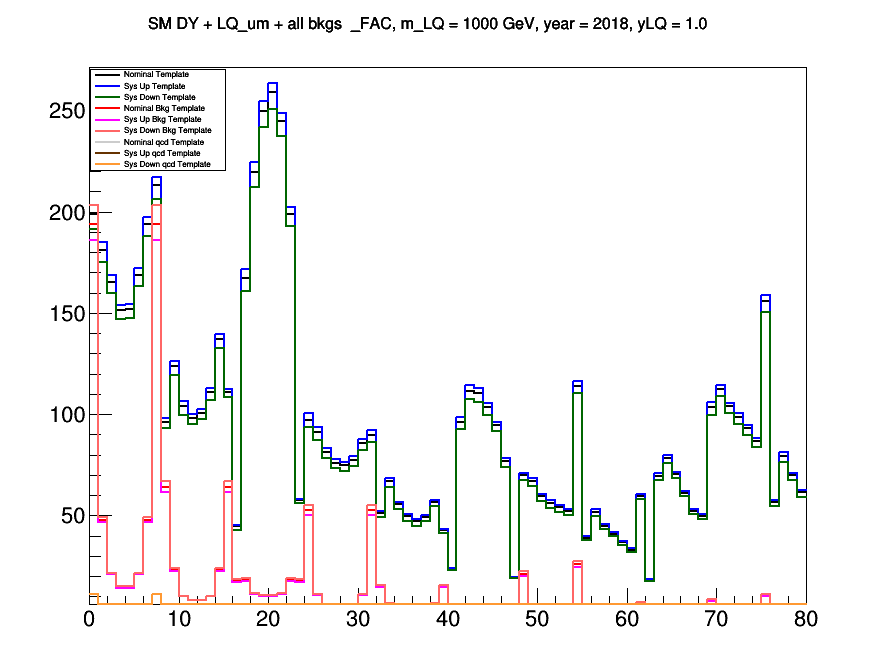 SM DY + LQ_um + all bkgs _FAC, m_LQ = 1000 GeV, year = 2018, yLQ = 1.0
Nominal Template
Sys Up Template
Sys Down Template
Nominal Bkg Template
Sys Up Bkg Template
Sys Down Bkg Template
Nominal qcd Template
Sys Up qcd Template
Sys Down qcd Template
250
200
150
100
50
0 10 20 30 40 50 60 70 80